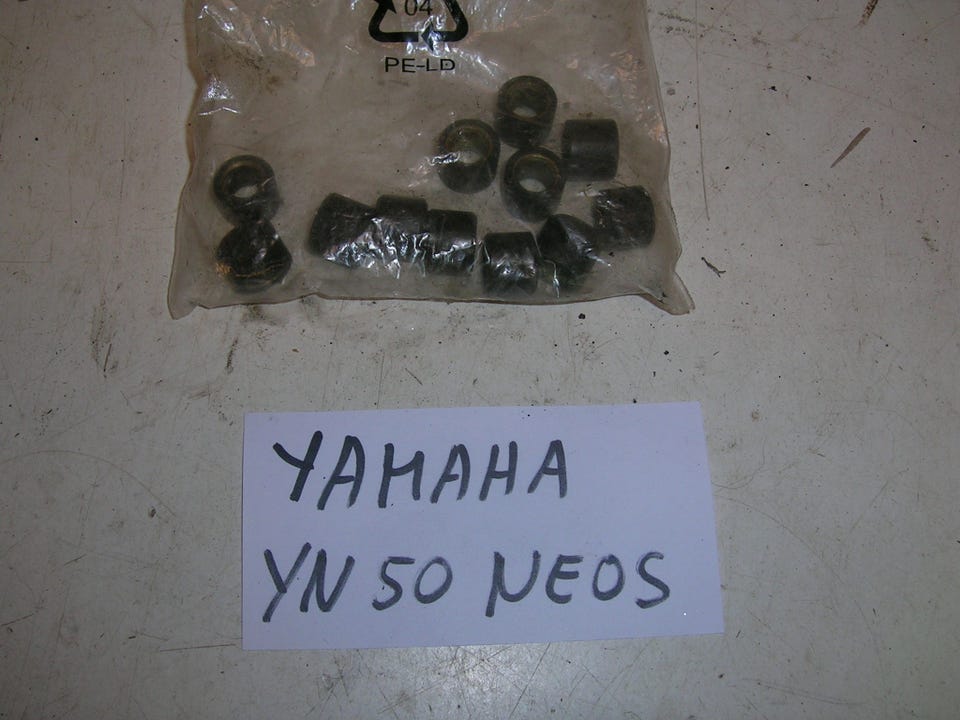 04
PE-LD
YAMAHA
YN 50 NEOS